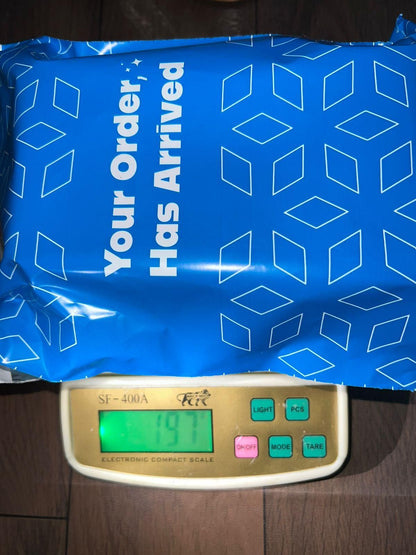 Your Order
Has Arrived
SF-400A
LIGHT
PCS
197
ON/OFF
MODE
TARE
ELECTRONIC COMPACT SCALE